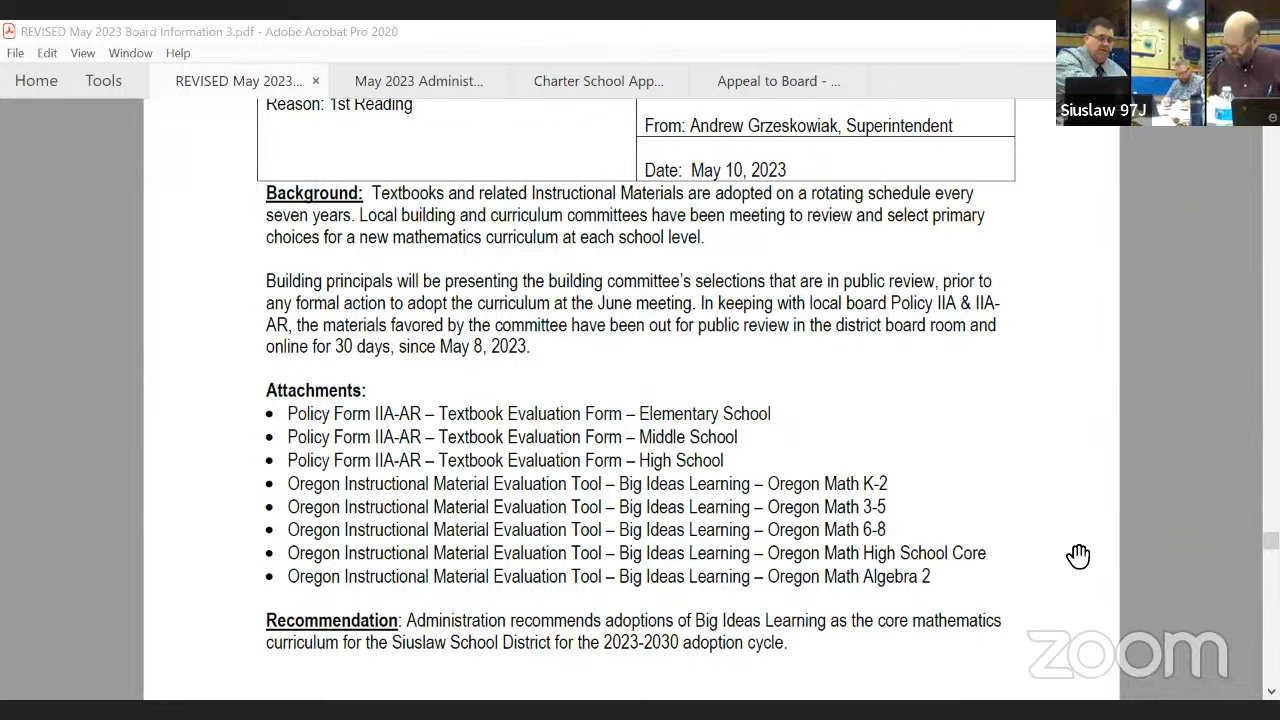 REVISED May 2023 Board Information 3.pdf - Adobe Acrobat Pro 2020
File Edit View Window Help
Home Tools REVISED May 2023... × May 2023 Administ... Charter School App... Appeal to Board - ...
Siuslaw 97J
Reason: 1st Reading
From: Andrew Grzeskowiak, Superintendent
Date: May 10, 2023
Background: Textbooks and related Instructional Materials are adopted on a rotating schedule every
seven years. Local building and curriculum committees have been meeting to review and select primary
choices for a new mathematics curriculum at each school level.
Building principals will be presenting the building committee's selections that are in public review, prior to
any formal action to adopt the curriculum at the June meeting. In keeping with local board Policy IIA & IIA-
AR, the materials favored by the committee have been out for public review in the district board room and
online for 30 days, since May 8, 2023.
Attachments:
• Policy Form IIA-AR – Textbook Evaluation Form – Elementary School
• Policy Form IIA-AR – Textbook Evaluation Form – Middle School
• Policy Form IIA-AR – Textbook Evaluation Form – High School
• Oregon Instructional Material Evaluation Tool – Big Ideas Learning – Oregon Math K-2
• Oregon Instructional Material Evaluation Tool – Big Ideas Learning – Oregon Math 3-5
• Oregon Instructional Material Evaluation Tool – Big Ideas Learning – Oregon Math 6-8
• Oregon Instructional Material Evaluation Tool – Big Ideas Learning – Oregon Math High School Core
• Oregon Instructional Material Evaluation Tool – Big Ideas Learning – Oregon Math Algebra 2
Recommendation: Administration recommends adoptions of Big Ideas Learning as the core mathematics
curriculum for the Siuslaw School District for the 2023-2030 adoption cycle.
zoom